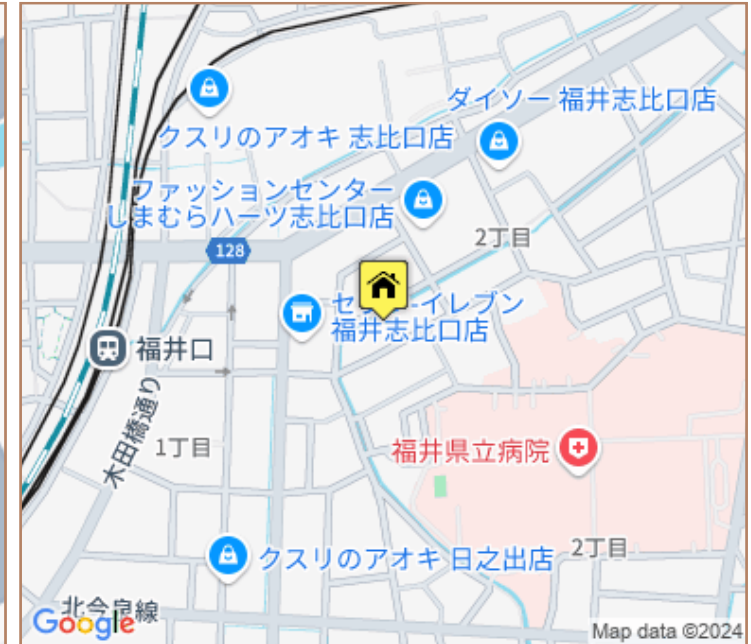 ダイソー 福井志比口店
クスリのアオキ 志比口店
ファッションセンター
しまむらハーツ志比口店
2丁目
128
イレブン
福井志比口店
福井口
木田橋通り
1丁目
福井県立病院
クスリのアオキ 日之出店
2丁目
Google
Map data ©2024